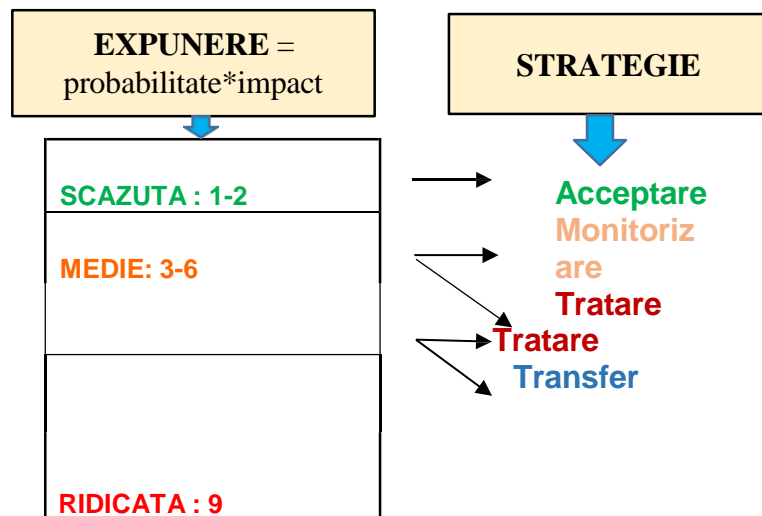 EXPUNERE =
probabilitate*impact
STRATEGIE
SCAZUTA : 1-2
MEDIE: 3-6
RIDICATA : 9
Acceptare
Monitoriz
are
Tratare
Tratare
Transfer